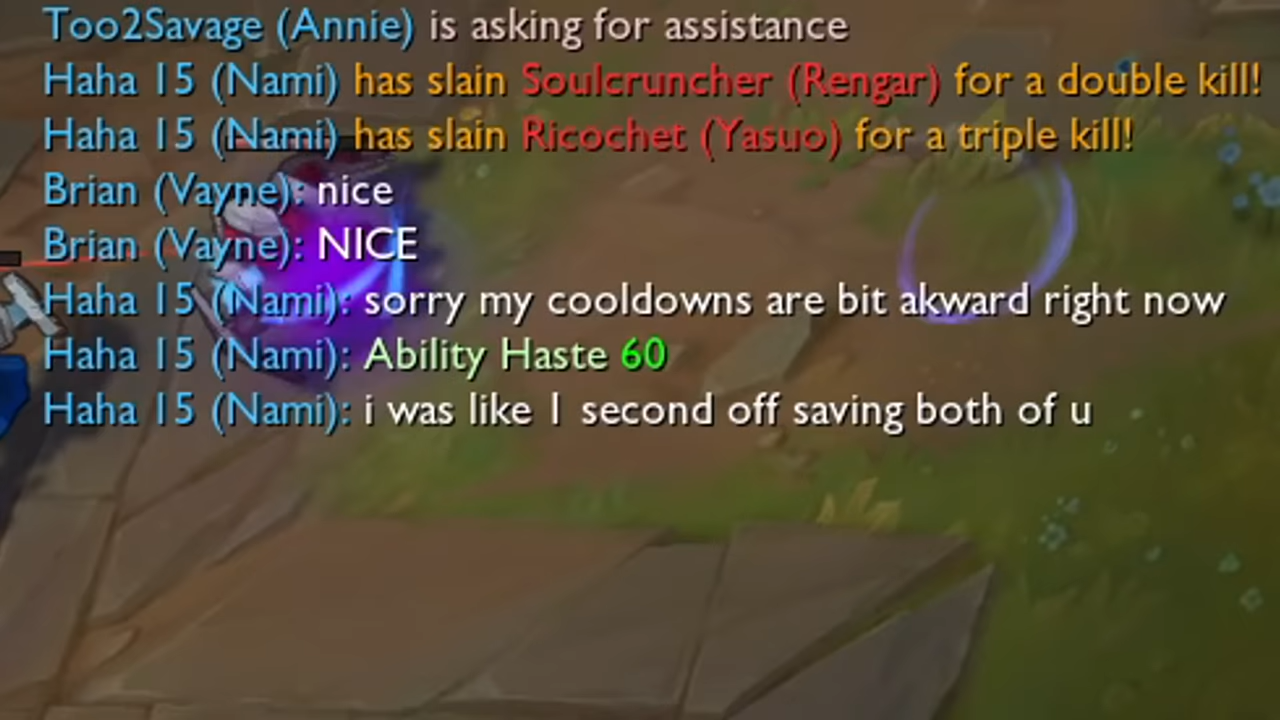 Too2Savage (Annie) is asking for assistance
Haha 15 (Nami) has slain Soulcruncher (Rengar) for a double kill!
Haha 15 (Nami) has slain Ricochet (Yasuo) for a triple kill!
Brian (Vayne): nice
Brian (Vayne): NICE
Haha 15 (Nami): sorry my cooldowns are bit akward right now
Haha 15 (Nami): Ability Haste 60
Haha 15 (Nami): i was like 1 second off saving both of u